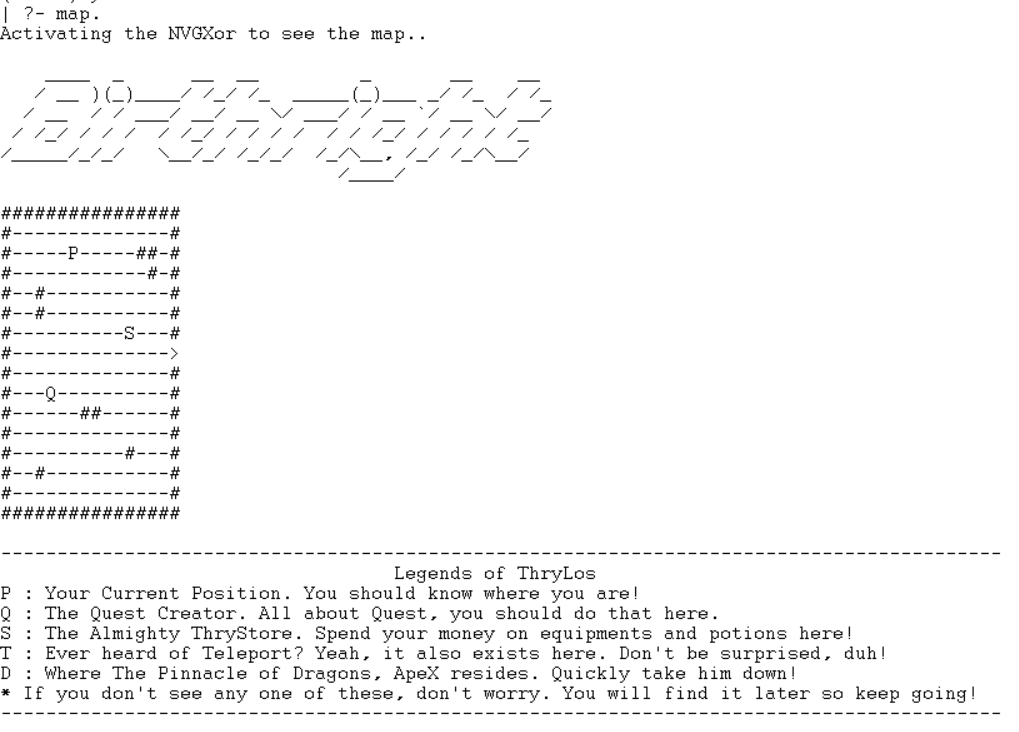 | ?- map.
Activating the NVGXor to see the map..
Birthright
################
#--------------#
#-----P-----##-#
#------------#-#
#--#-----------#
#--#-----------#
#----------S---#
#-------------->
#--------------#
#---Q----------#
#------##------#
#--------------#
#----------#---#
#--#-----------#
#--------------#
################
-----------------------------------------------------------------------------------------
Legends of ThryLos
P : Your Current Position. You should know where you are!
Q : The Quest Creator. All about Quest, you should do that here.
S : The Almighty ThryStore. Spend your money on equipments and potions here!
T : Ever heard of Teleport? Yeah, it also exists here. Don't be surprised, duh!
D : Where The Pinnacle of Dragons, ApeX resides. Quickly take him down!
* If you don't see any one of these, don't worry. You will find it later so keep going!
-----------------------------------------------------------------------------------------